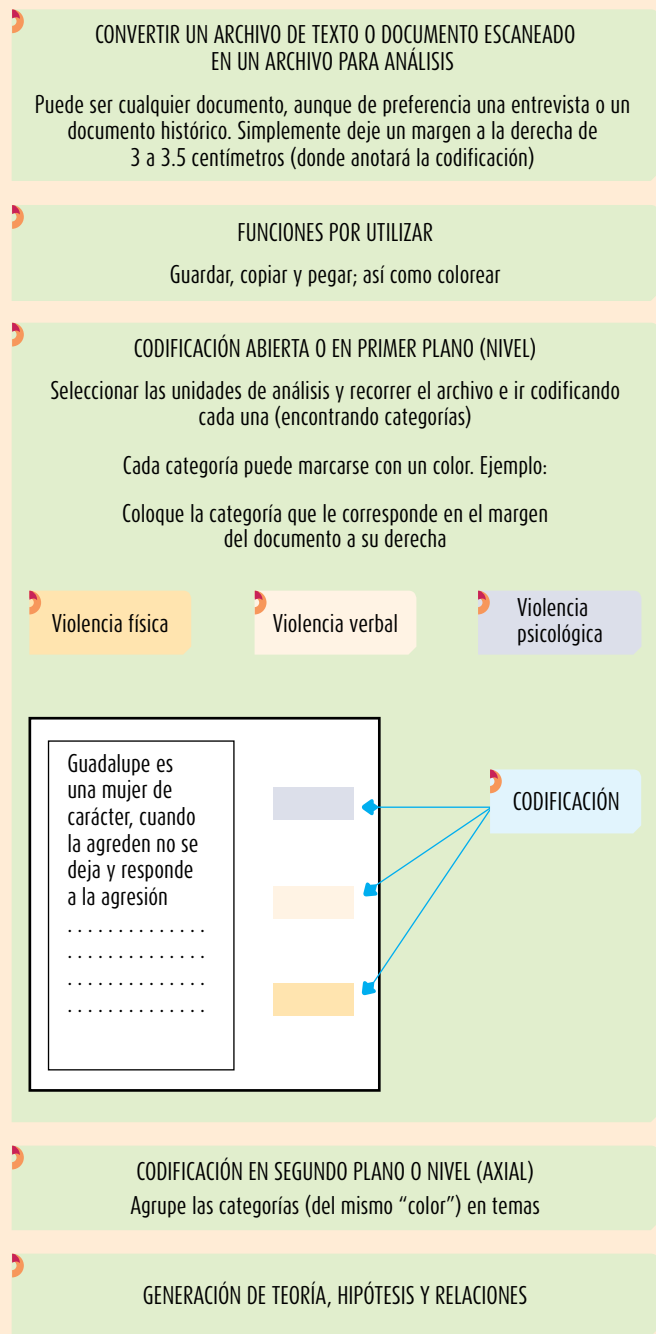 CONVERTIR UN ARCHIVO DE TEXTO O DOCUMENTO ESCANEADO
EN UN ARCHIVO PARA ANÁLISIS
Puede ser cualquier documento, aunque de preferencia una entrevista o un
documento histórico. Simplemente deje un margen a la derecha de
3 a 3.5 centímetros (donde anotará la codificación)
FUNCIONES POR UTILIZAR
Guardar, copiar y pegar; así como colorear
CODIFICACIÓN ABIERTA O EN PRIMER PLANO (NIVEL)
Seleccionar las unidades de análisis y recorrer el archivo e ir codificando
cada una (encontrando categorías)
Cada categoría puede marcarse con un color. Ejemplo:
Coloque la categoría que le corresponde en el margen
del documento a su derecha
Violencia física
Violencia verbal
Violencia
psicológica
Guadalupe es
una mujer de
carácter, cuando
la agreden no se
deja y responde
a la agresión
. . . . . . . . . . . . . .
. . . . . . . . . . . . . .
. . . . . . . . . . . . . .
. . . . . . . . . . . . . .
CODIFICACIÓN
CODIFICACIÓN EN SEGUNDO PLANO O NIVEL (AXIAL)
Agrupe las categorías (del mismo “color”) en temas
GENERACIÓN DE TEORÍA, HIPÓTESIS Y RELACIONES